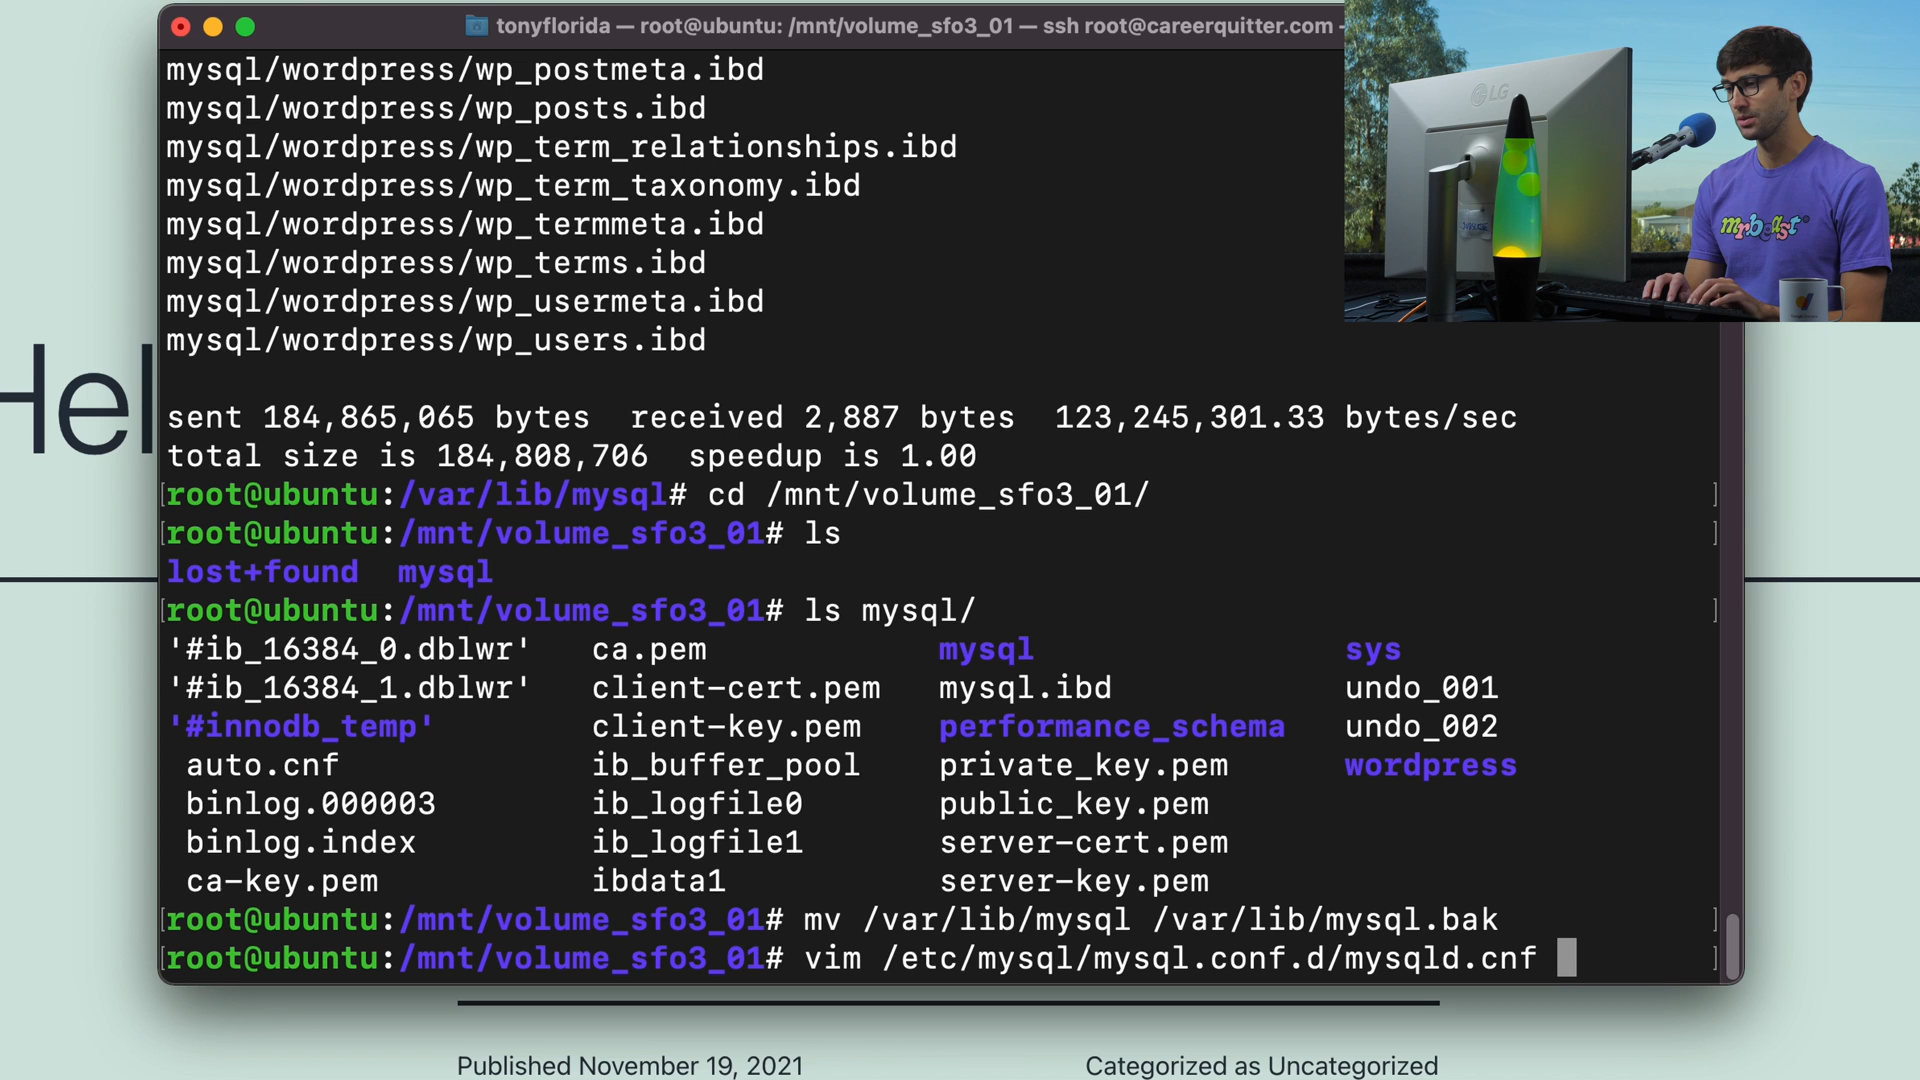 tonyflorida — root@ubuntu: /mnt/volume_sfo3_01 — ssh root@careerquitter.com
mysql/wordpress/wp_postmeta.ibd
mysql/wordpress/wp_posts.ibd
mysql/wordpress/wp_term_relationships.ibd
mysql/wordpress/wp_term_taxonomy.ibd
mysql/wordpress/wp_termmeta.ibd
mysql/wordpress/wp_terms.ibd
mysql/wordpress/wp_usermeta.ibd
mysql/wordpress/wp_users.ibd
LG
mrbeast
Hel
sent 184,865,065 bytes  received 2,887 bytes  123,245,301.33 bytes/sec
total size is 184,808,706  speedup is 1.00
[root@ubuntu:/var/lib/mysql# cd /mnt/volume_sfo3_01/ ]
[root@ubuntu:/mnt/volume_sfo3_01# ls ]
lost+found  mysql
[root@ubuntu:/mnt/volume_sfo3_01# ls mysql/ ]
'#ib_16384_0.dblwr'   ca.pem            mysql                sys
'#ib_16384_1.dblwr'   client-cert.pem   mysql.ibd            undo_001
'#innodb_temp'        client-key.pem    performance_schema   undo_002
auto.cnf             ib_buffer_pool    private_key.pem      wordpress
binlog.000003        ib_logfile0       public_key.pem
binlog.index         ib_logfile1       server-cert.pem
ca-key.pem           ibdata1           server-key.pem
[root@ubuntu:/mnt/volume_sfo3_01# mv /var/lib/mysql /var/lib/mysql.bak ]
[root@ubuntu:/mnt/volume_sfo3_01# vim /etc/mysql/mysql.conf.d/mysqld.cnf ]
Published November 19, 2021
Categorized as Uncategorized